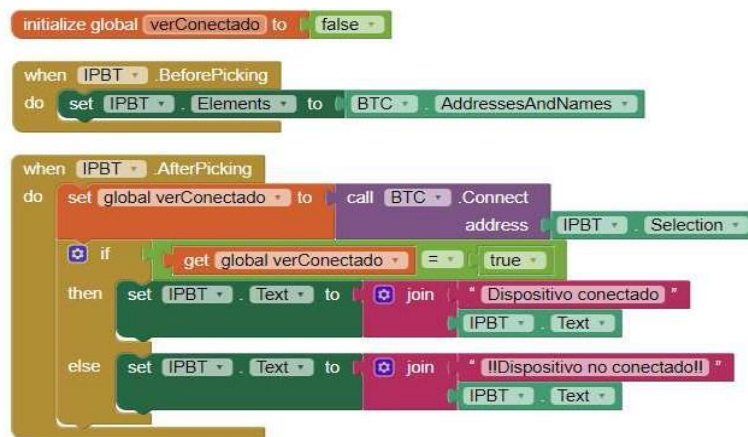 initialize global verConectado to false
when IPBT .BeforePicking
do set IPBT . Elements to BTC . AddressesAndNames
when IPBT .AfterPicking
do set global verConectado to call BTC .Connect
address IPBT . Selection
if get global verConectado = true
then set IPBT . Text to join " Dispositivo conectado "
IPBT . Text
else set IPBT . Text to join " !!Dispositivo no conectado!! "
IPBT . Text